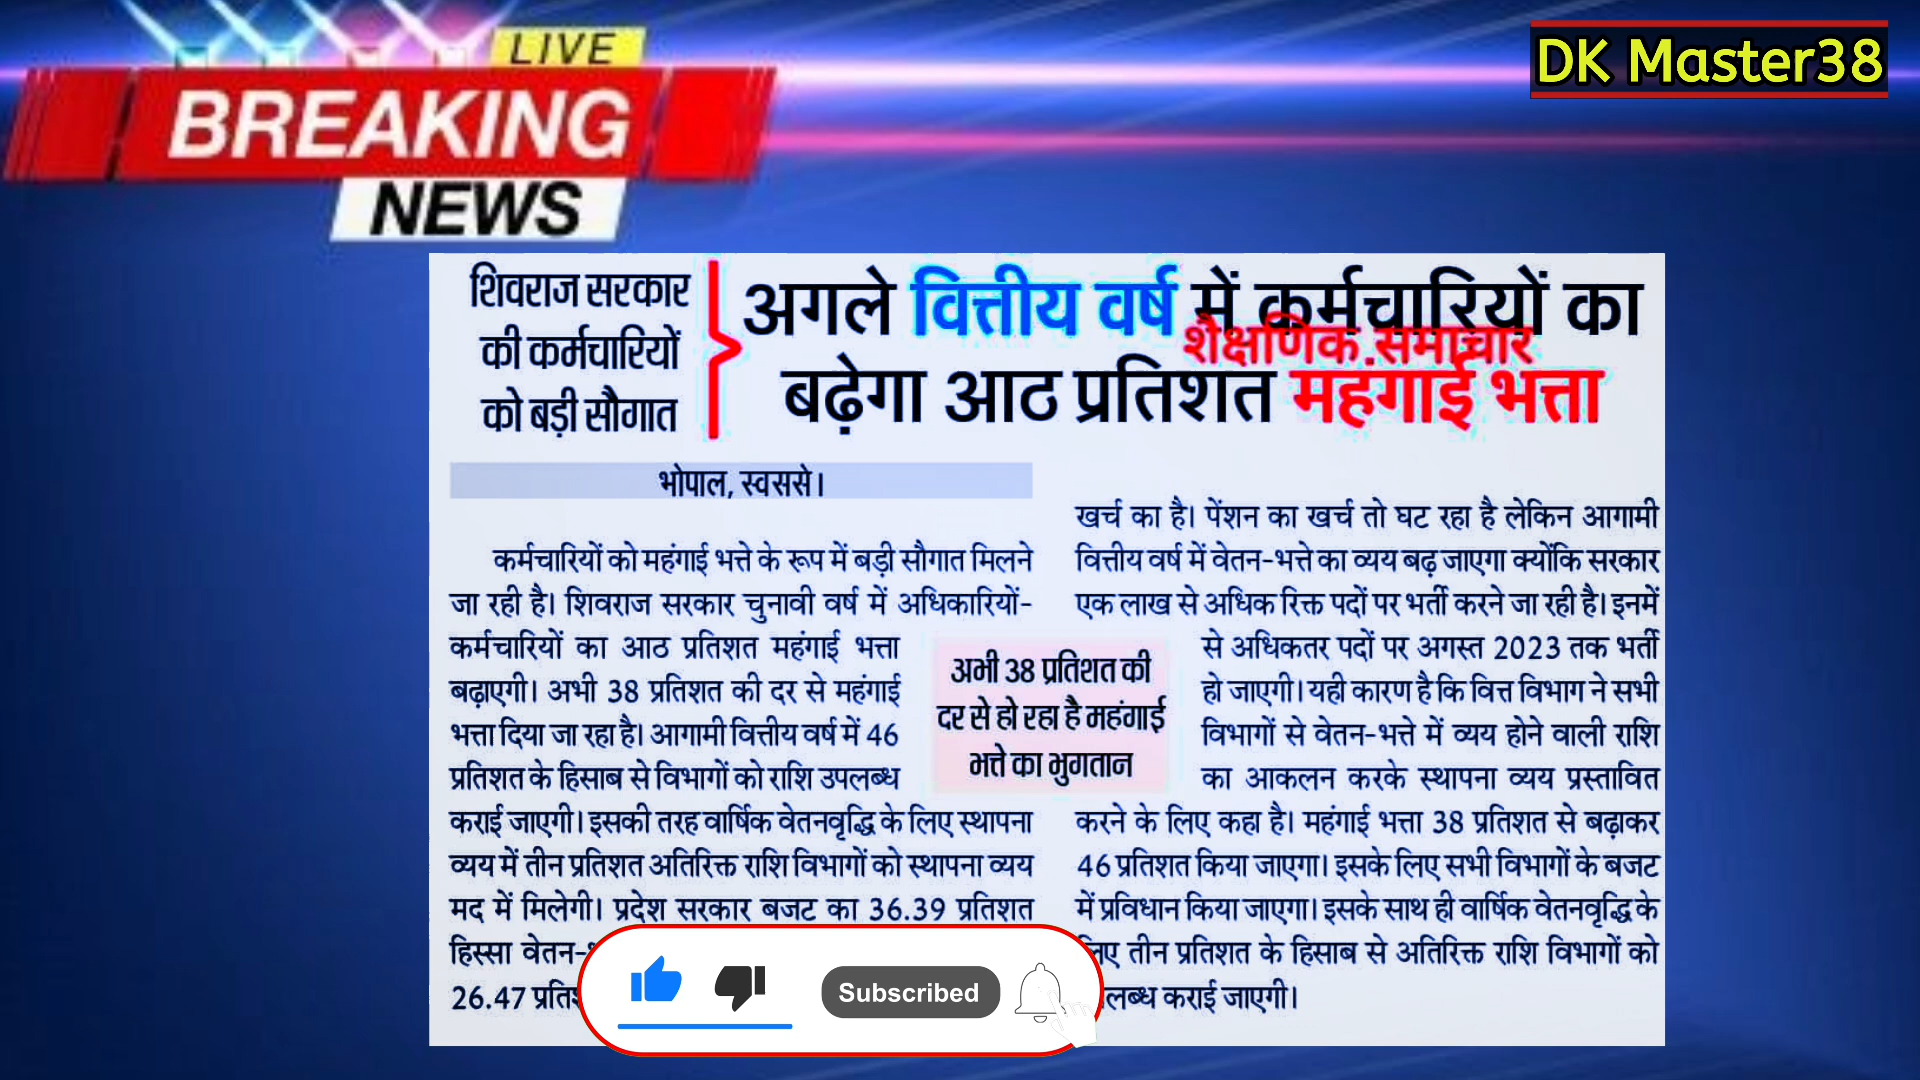 LIVE
BREAKING
NEWS
DK Master38
शिवराज सरकार
की कर्मचारियों
को बड़ी सौगात
अगले वित्तीय वर्ष में कर्मचारियों का
शैक्षणिक समाचार
बढ़ेगा आठ प्रतिशत महंगाई भत्ता
भोपाल, स्वससे।
कर्मचारियों को महंगाई भत्ते के रूप में बड़ी सौगात मिलने
जा रही है। शिवराज सरकार चुनावी वर्ष में अधिकारियों-
कर्मचारियों का आठ प्रतिशत महंगाई भत्ता
बढ़ाएगी। अभी 38 प्रतिशत की दर से महंगाई
भत्ता दिया जा रहा है। आगामी वित्तीय वर्ष में 46
प्रतिशत के हिसाब से विभागों को राशि उपलब्ध
कराई जाएगी। इसकी तरह वार्षिक वेतनवृद्धि के लिए स्थापना
व्यय में तीन प्रतिशत अतिरिक्त राशि विभागों को स्थापना व्यय
मद में मिलेगी। प्रदेश सरकार बजट का 36.39 प्रतिशत
हिस्सा वेतन-
26.47
अभी 38 प्रतिशत की
दर से हो रहा है महंगाई
भत्ते का भुगतान
खर्च का है। पेंशन का खर्च तो घट रहा है लेकिन आगामी
वित्तीय वर्ष में वेतन-भत्ते का व्यय बढ़ जाएगा क्योंकि सरकार
एक लाख से अधिक रिक्त पदों पर भर्ती करने जा रही है। इनमें
से अधिकतर पदों पर अगस्त 2023 तक भर्ती
हो जाएगी। यही कारण है कि वित्त विभाग ने सभी
विभागों से वेतन-भत्ते में व्यय होने वाली राशि
का आकलन करके स्थापना व्यय प्रस्तावित
करने के लिए कहा है। महंगाई भत्ता 38 प्रतिशत से बढ़ाकर
46 प्रतिशत किया जाएगा। इसके लिए सभी विभागों के बजट
में प्रविधान किया जाएगा। इसके साथ ही वार्षिक वेतनवृद्धि के
तीन प्रतिशत के हिसाब से अतिरिक्त राशि विभागों को
कराई जाएगी।
Subscribed